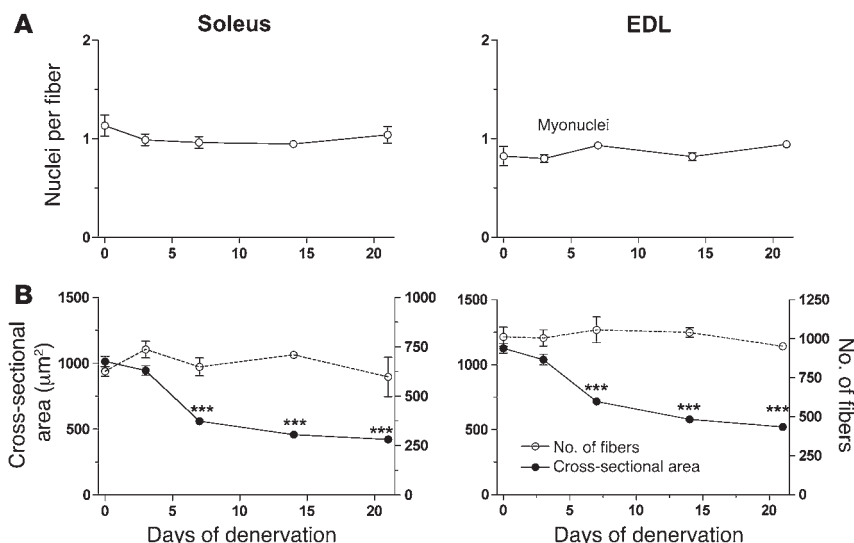 A
Soleus
EDL
Nuclei per fiber
2
1
0
0 5 10 15 20
2
1
0
Myonuclei
0 5 10 15 20
B
Cross-sectional
area (μm²)
1500
1000
500
0
1000
750
500
250
0
*** *** ***
0 5 10 15 20
Days of denervation
1500
1000
500
0
1250
1000
750
500
250
0
No. of fibers
*** *** ***
No. of fibers
Cross-sectional area
0 5 10 15 20
Days of denervation